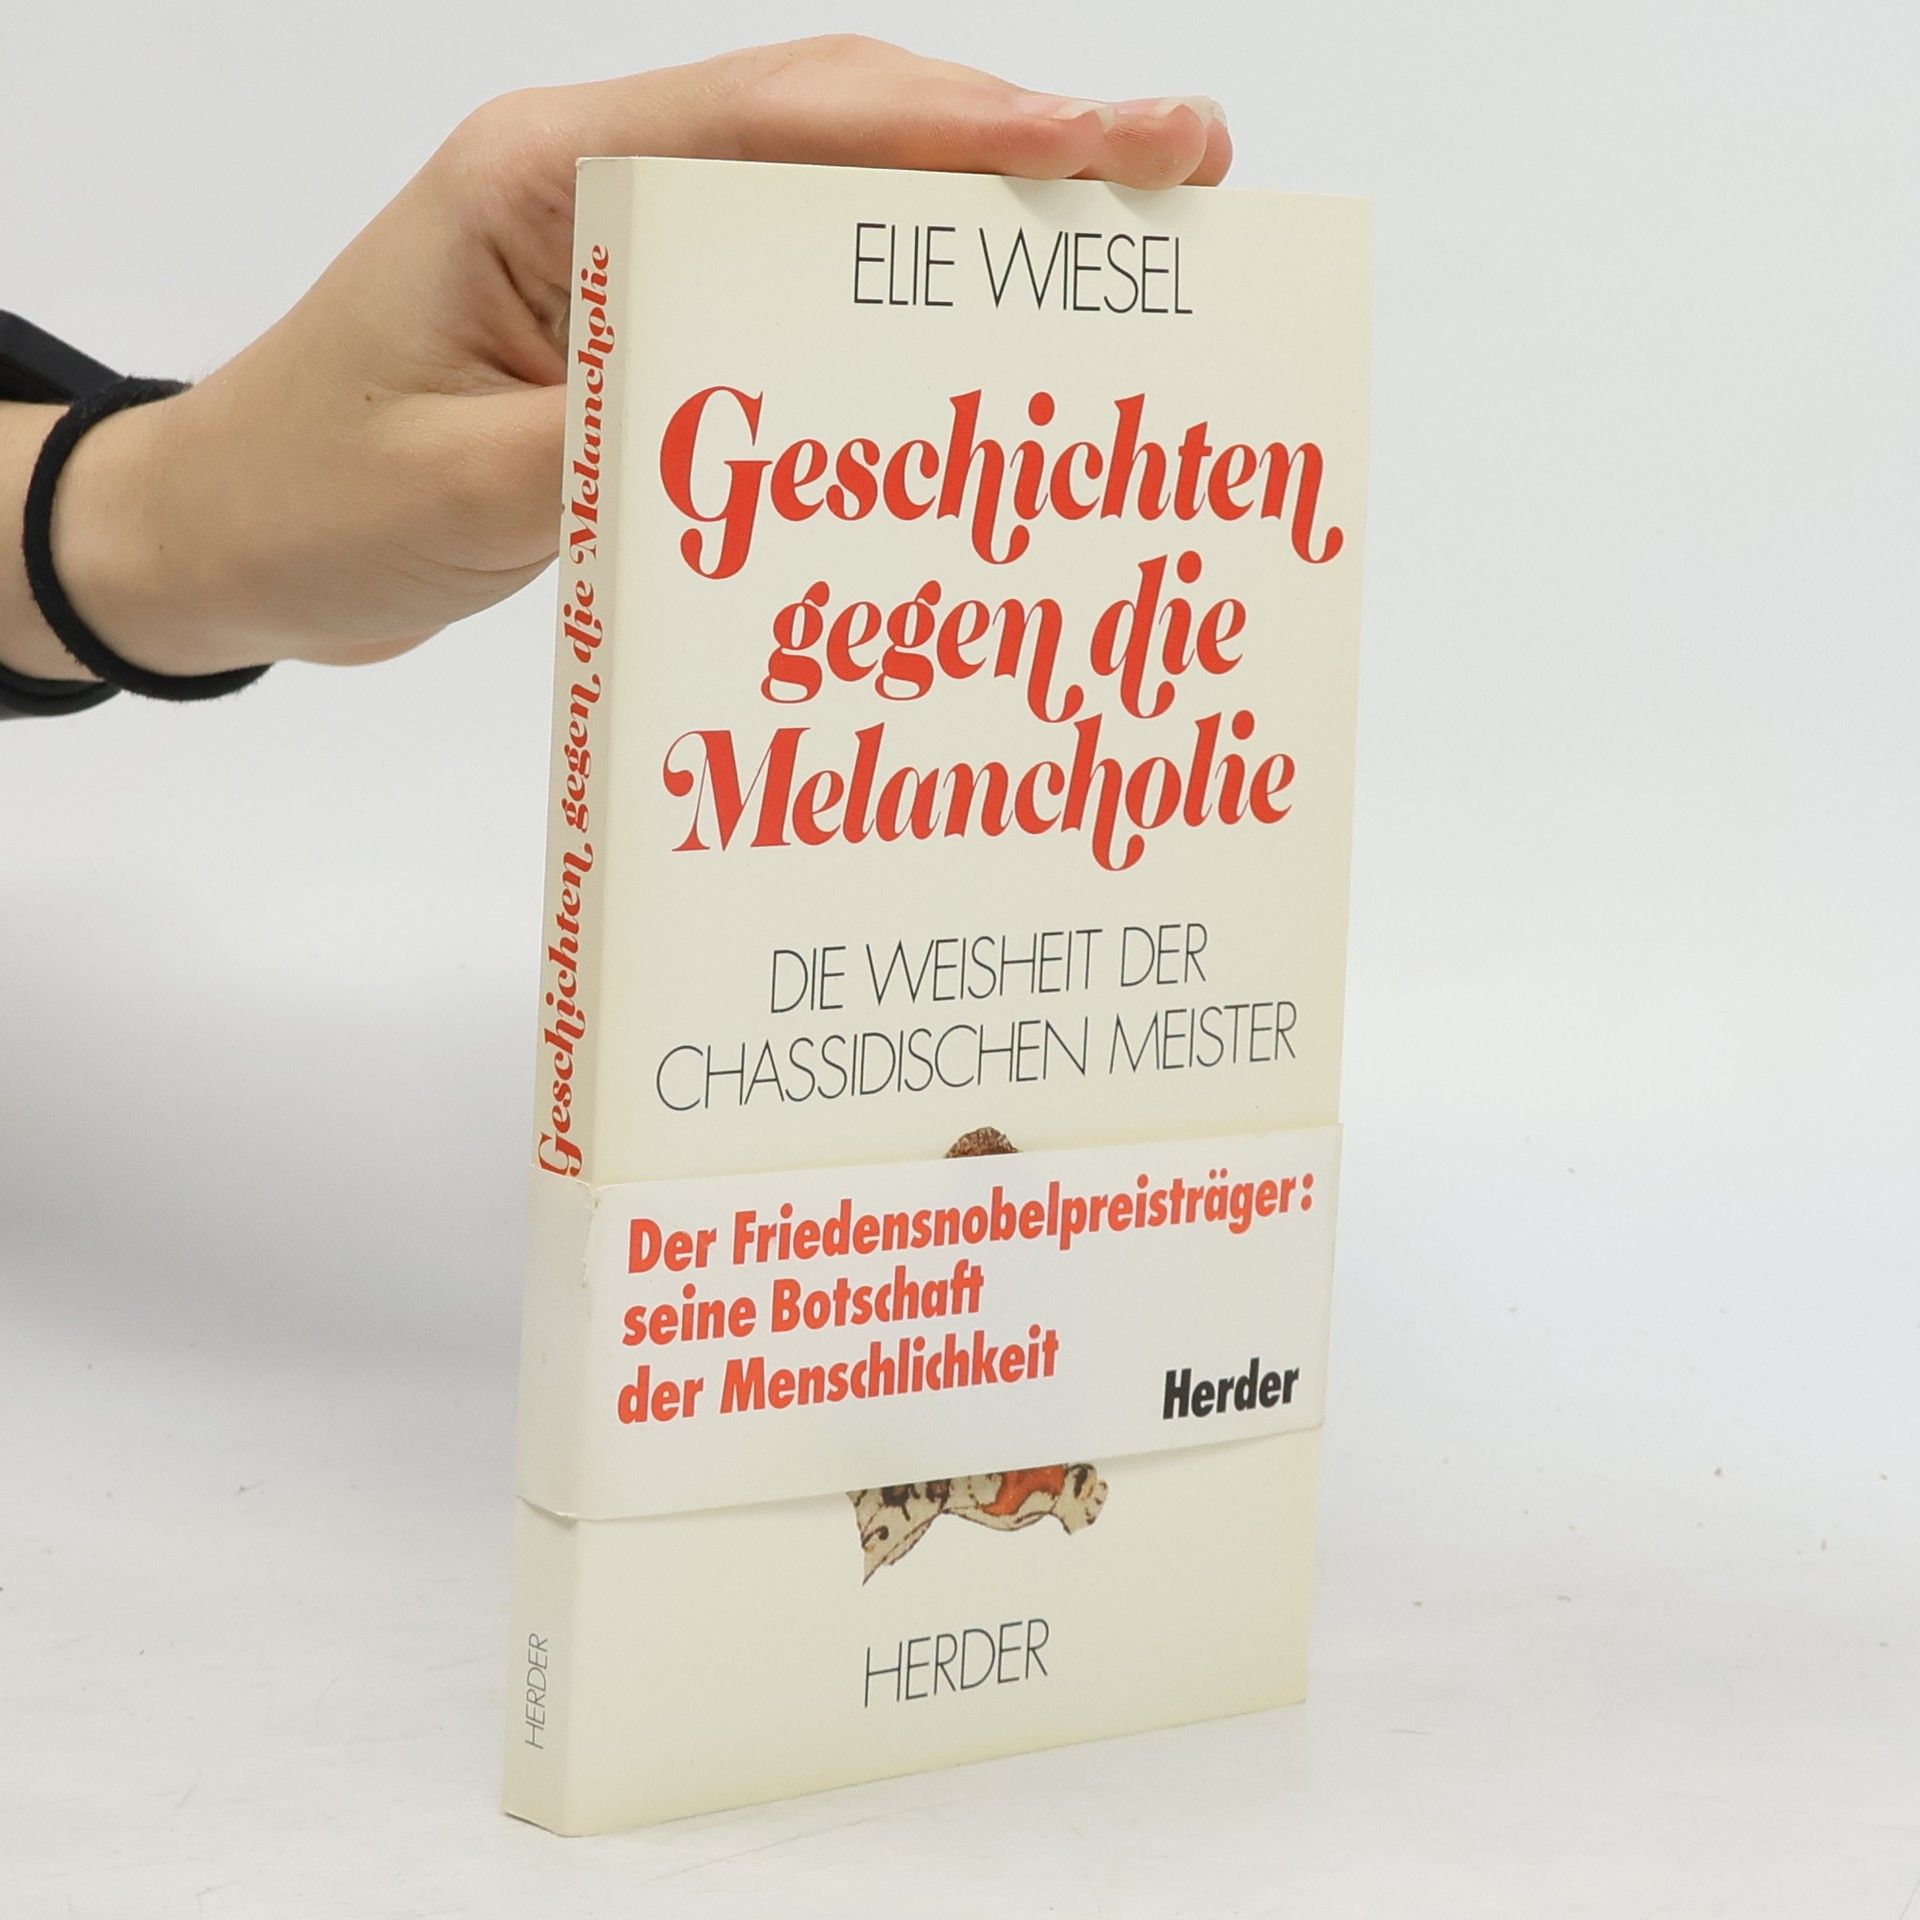 ELIE WIESEL
Geschichten
gegen die
Melancholie
DIE WEISHEIT DER
CHASSIDISCHEN MEISTER
Der Friedensnobelpreisträger:
seine Botschaft
der Menschlichkeit
Herder
HERDER
Geschichten gegen die Melancholie
HERDER